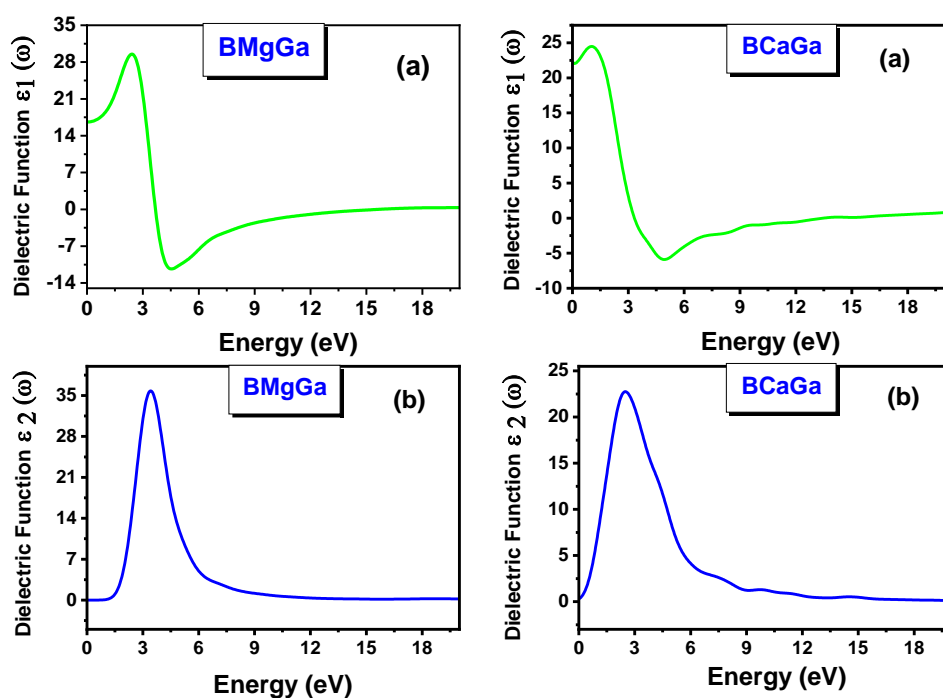 Dielectric Function ε1 (ω)
35
28
21
14
7
0
-7
-14
BMgGa
(a)
0 3 6 9 12 15 18
Energy (eV)
Dielectric Function ε1 (ω)
25
20
15
10
5
0
-5
-10
BCaGa
(a)
0 3 6 9 12 15 18
Energy (eV)
Dielectric Function ε 2 (ω)
35
28
21
14
7
0
BMgGa
(b)
0 3 6 9 12 15 18
Energy (eV)
Dielectric Function ε 2 (ω)
25
20
15
10
5
0
BCaGa
(b)
0 3 6 9 12 15 18
Energy (eV)